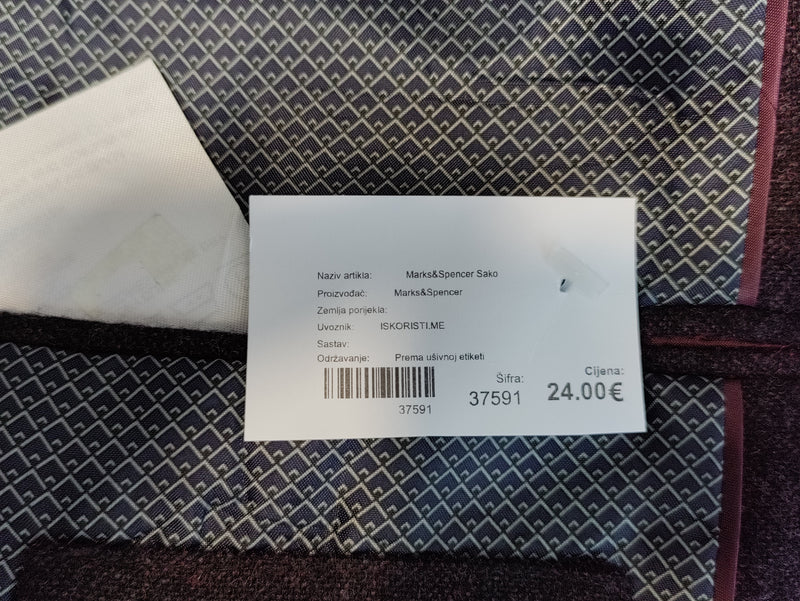 Naziv artikla: Marks&Spencer Sako
Proizvođač: Marks&Spencer
Zemlja porijekla:
Uvoznik: ISKORISTI.ME
Sastav:
Održavanje: Prema ušivnoj etiketi
37591
Šifra:
37591
Cijena:
24.00€